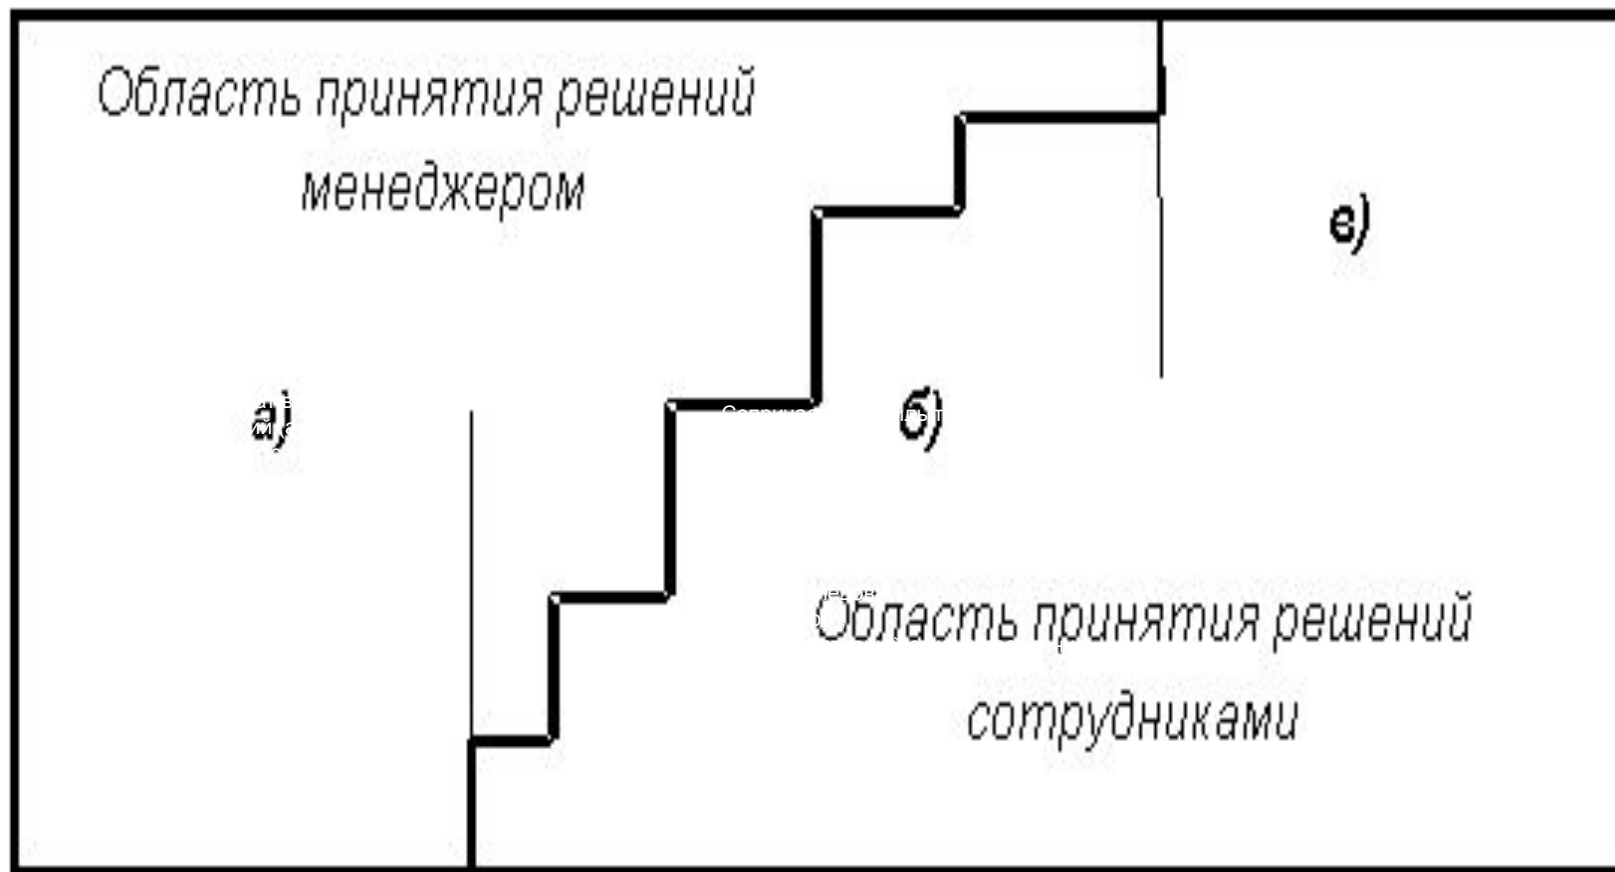 Область принятия решений
менеджером
в)
а)
б)
Область принятия решений
сотрудниками